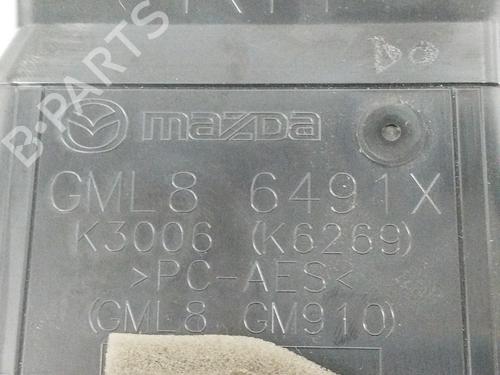 B-PARTS
mazda
GML8 6491X
K3006 (K6269)
>PC-AES<
(GML8 GM910)